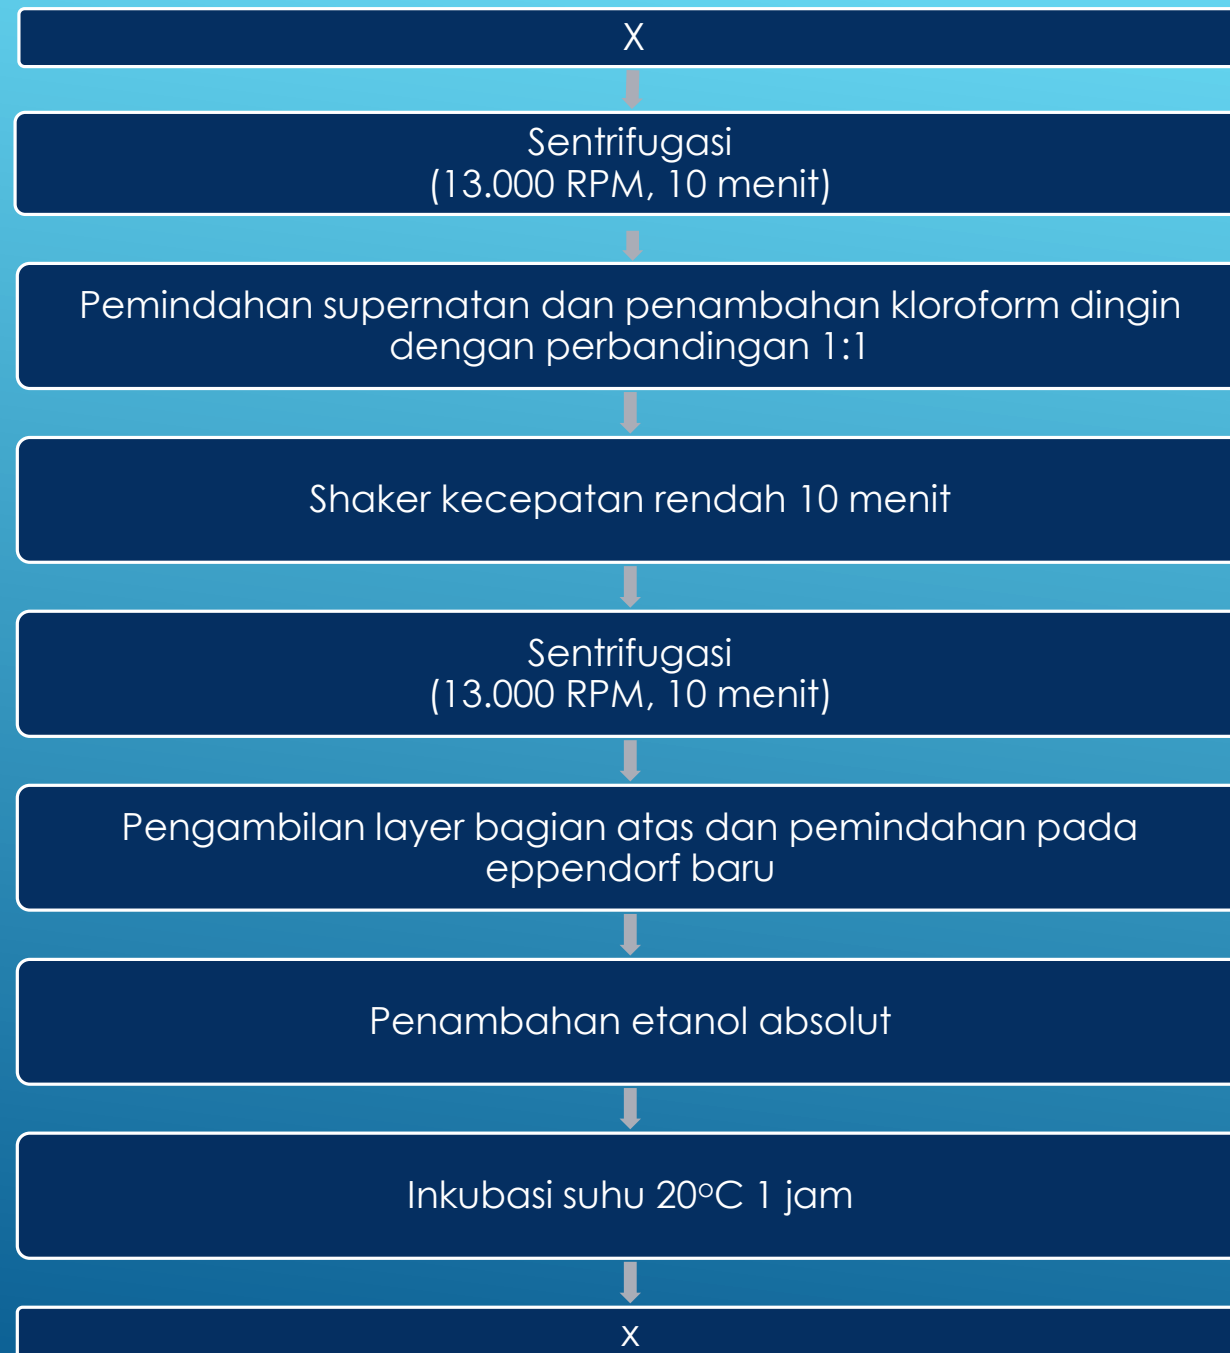 X
Sentrifugasi
(13.000 RPM, 10 menit)
Pemindahan supernatan dan penambahan kloroform dingin
dengan perbandingan 1:1
Shaker kecepatan rendah 10 menit
Sentrifugasi
(13.000 RPM, 10 menit)
Pengambilan layer bagian atas dan pemindahan pada
eppendorf baru
Penambahan etanol absolut
Inkubasi suhu 20°C 1 jam
x